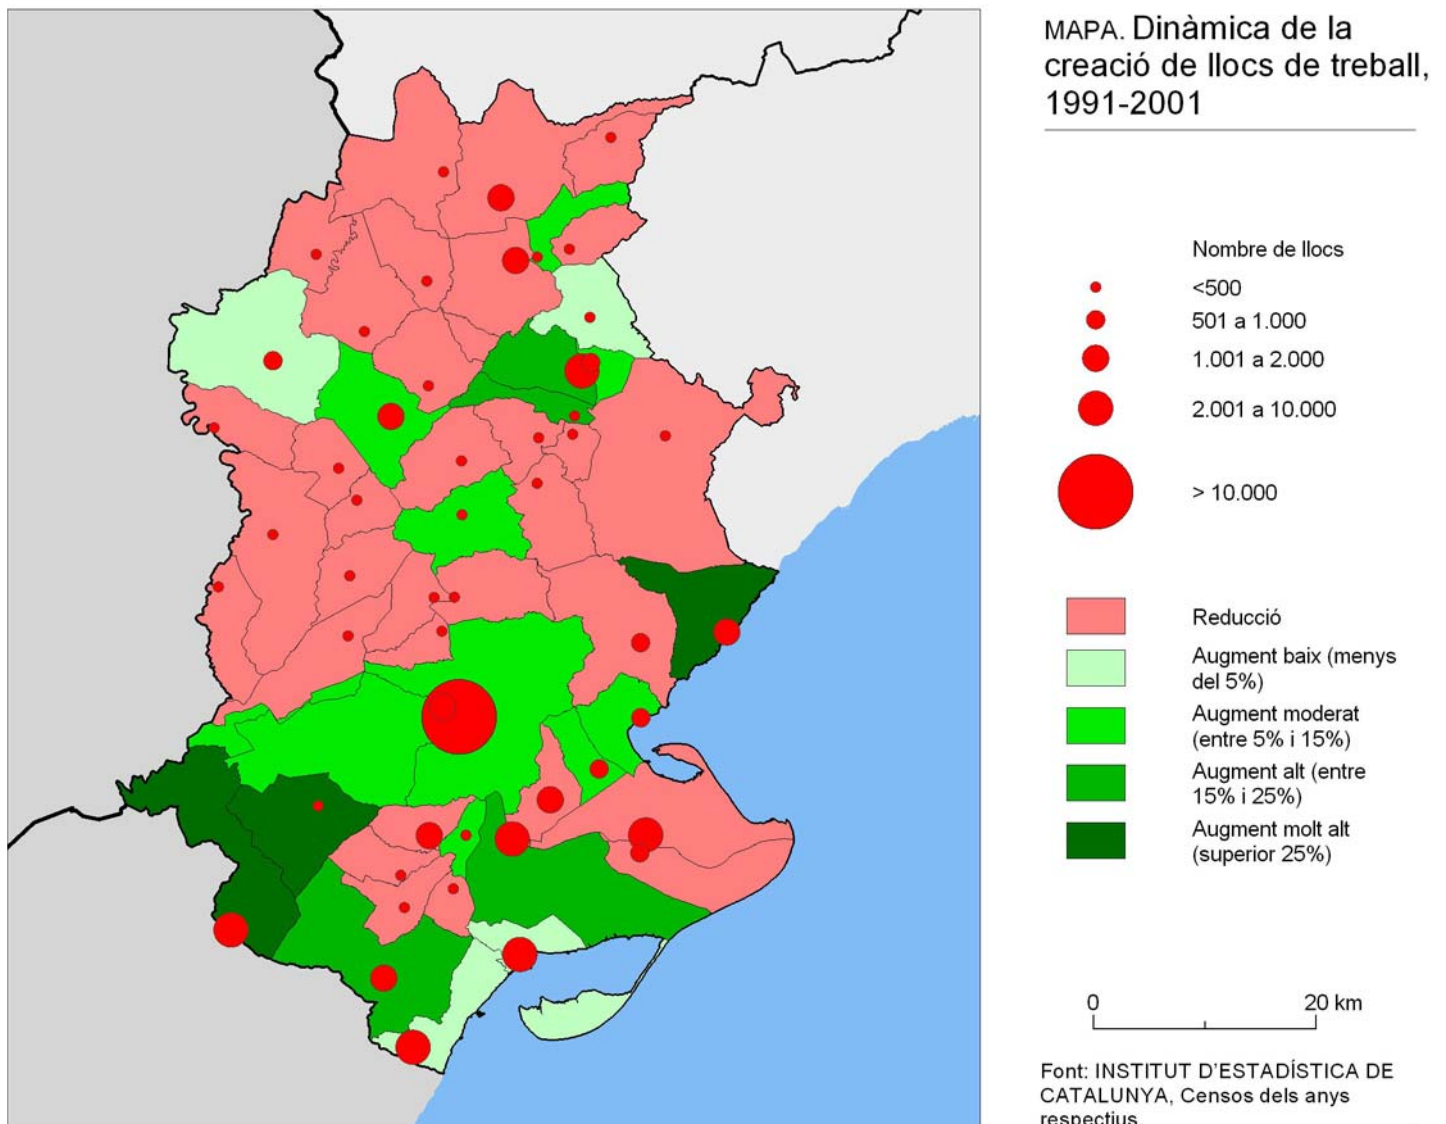 MAPA. Dinàmica de la
creació de llocs de treball,
1991-2001
Nombre de llocs
<500
501 a 1.000
1.001 a 2.000
2.001 a 10.000
> 10.000
Reducció
Augment baix (menys
del 5%)
Augment moderat
(entre 5% i 15%)
Augment alt (entre
15% i 25%)
Augment molt alt
(superior 25%)
0 20 km
Font: INSTITUT D'ESTADÍSTICA DE
CATALUNYA, Censos dels anys
respectius